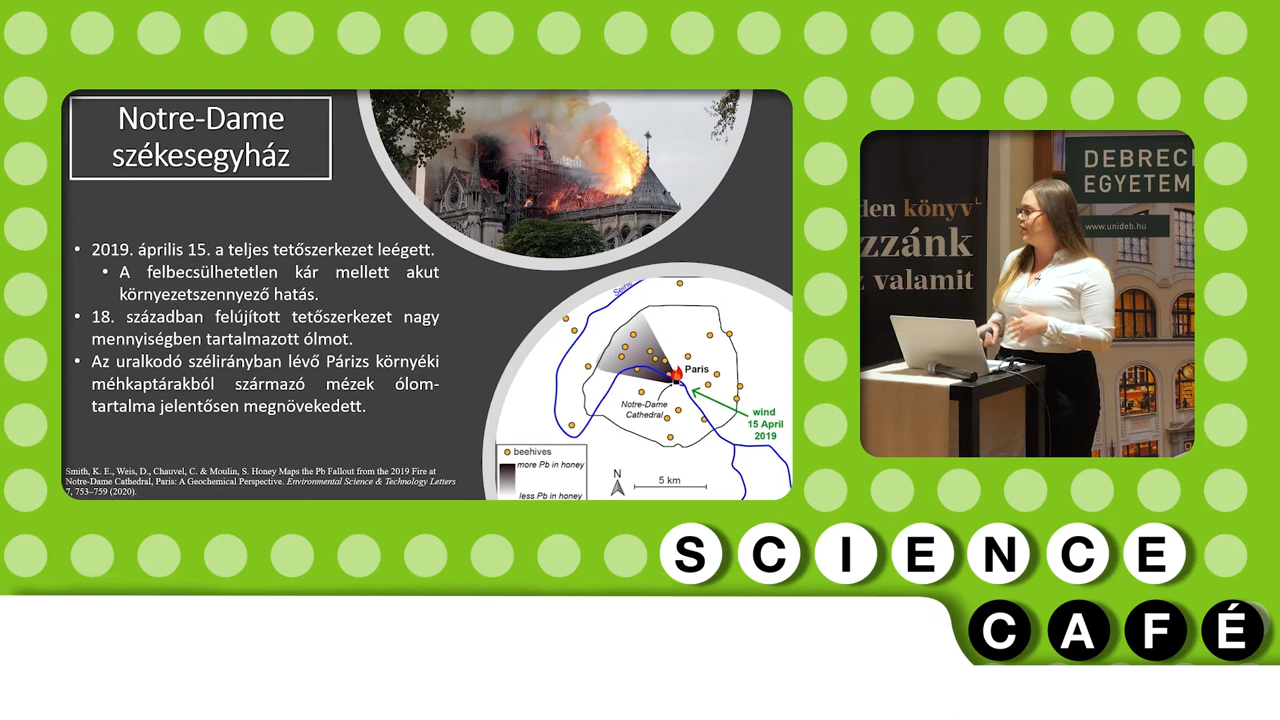 Notre-Dame
székesegyház
• 2019. április 15. a teljes tetőszerkezet leégett.
• A felbecsülhetetlen kár mellett akut
környezetszennyező hatás.
• 18. században felújított tetőszerkezet nagy
mennyiségben tartalmazott ólmot.
• Az uralkodó szélirányban lévő Párizs környéki
méhkaptárakból származó mézek ólom-
tartalma jelentősen megnövekedett.
Smith, K. E., Weis, D., Chauvel, C. & Moulin, S. Honey Maps the Pb Fallout from the 2019 Fire at
Notre-Dame Cathedral, Paris: A Geochemical Perspective. Environmental Science & Technology Letters
7, 753–759 (2020).
Seine
Paris
Notre-Dame
Cathedral
wind
15 April
2019
beehives
more Pb in honey
less Pb in honey
N
5 km
den könyv
zzánk
z valamit
DEBREC
EGYETEM
www.unideb.hu
SCIENCE
CAFÉ